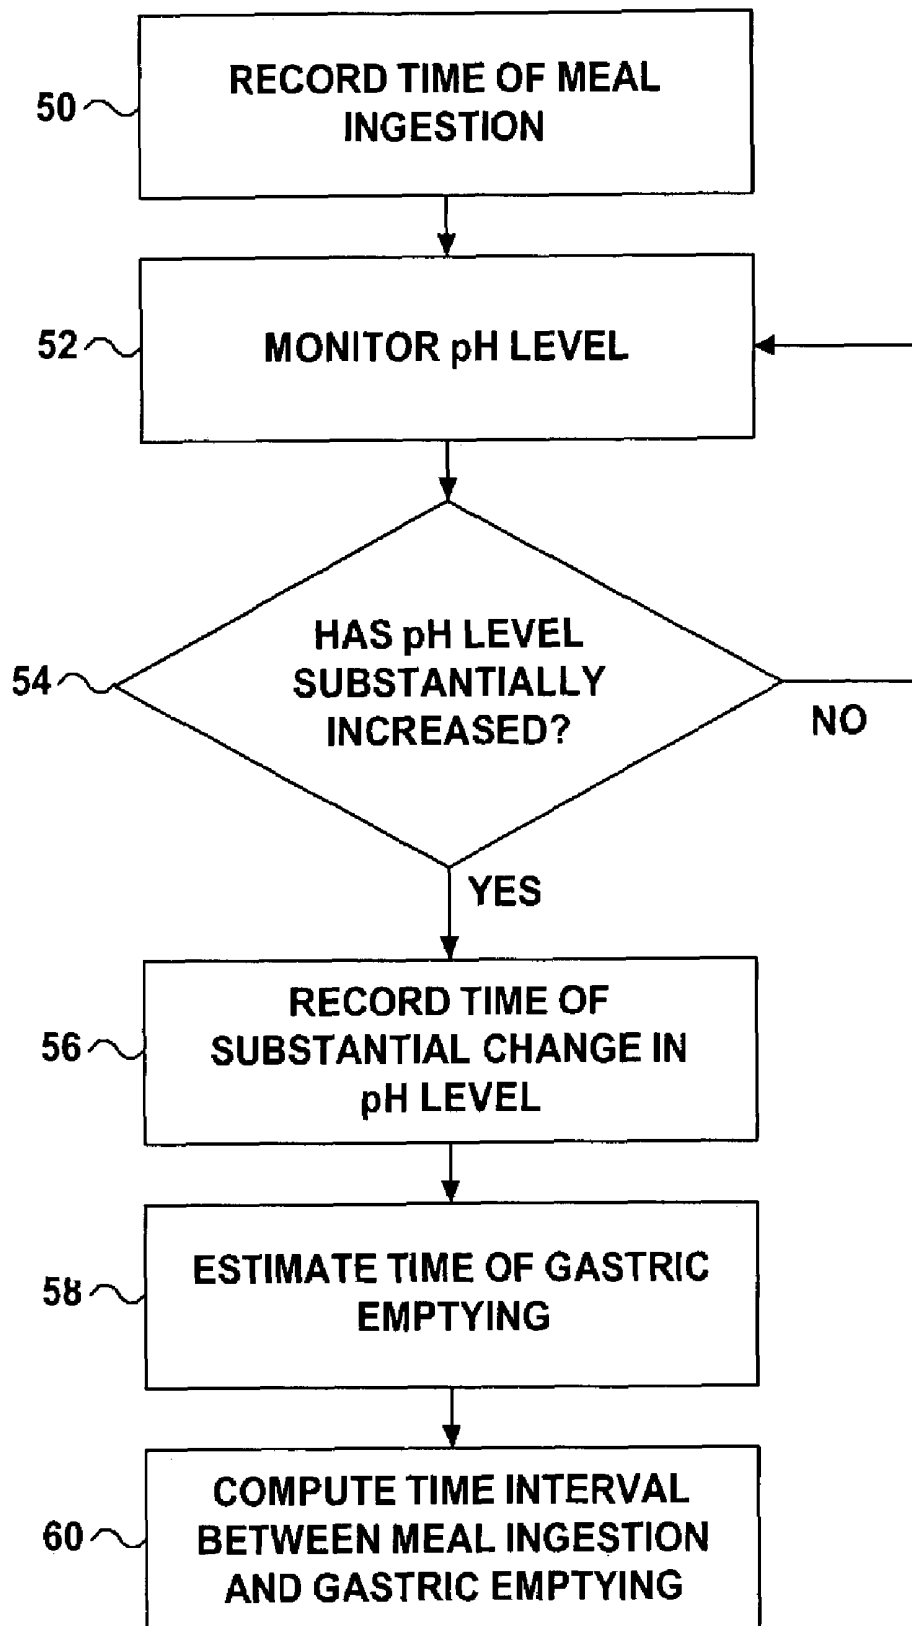 50
RECORD TIME OF MEAL
INGESTION
52
MONITOR pH LEVEL
54
HAS pH LEVEL
SUBSTANTIALLY
INCREASED?
NO
YES
56
RECORD TIME OF
SUBSTANTIAL CHANGE IN
pH LEVEL
58
ESTIMATE TIME OF GASTRIC
EMPTYING
60
COMPUTE TIME INTERVAL
BETWEEN MEAL INGESTION
AND GASTRIC EMPTYING